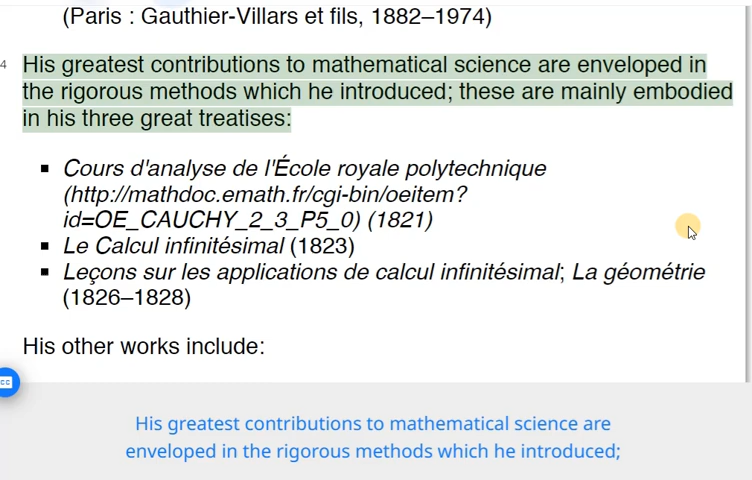 (Paris : Gauthier-Villars et fils, 1882–1974)
4
His greatest contributions to mathematical science are enveloped in
the rigorous methods which he introduced; these are mainly embodied
in his three great treatises:
▪ Cours d'analyse de l'École royale polytechnique
(http://mathdoc.emath.fr/cgi-bin/oeitem?
id=OE_CAUCHY_2_3_P5_0) (1821)
▪ Le Calcul infinitésimal (1823)
▪ Leçons sur les applications de calcul infinitésimal; La géométrie
(1826–1828)
His other works include:
CC
His greatest contributions to mathematical science are
enveloped in the rigorous methods which he introduced;